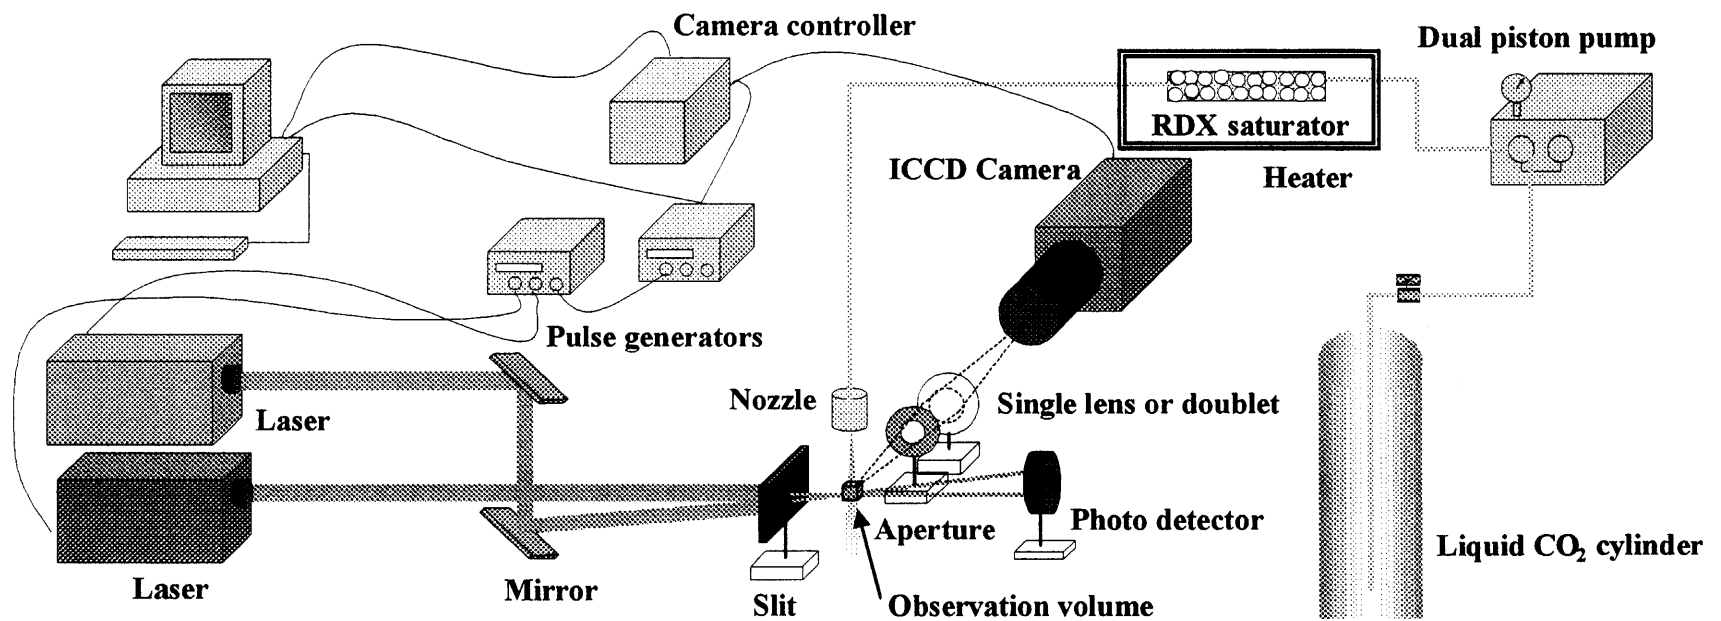 Camera controller
Dual piston pump
RDX saturator
ICCD Camera
Heater
Pulse generators
Nozzle
Single lens or doublet
Laser
Aperture
Photo detector
Liquid CO₂ cylinder
Laser
Mirror
Slit
Observation volume